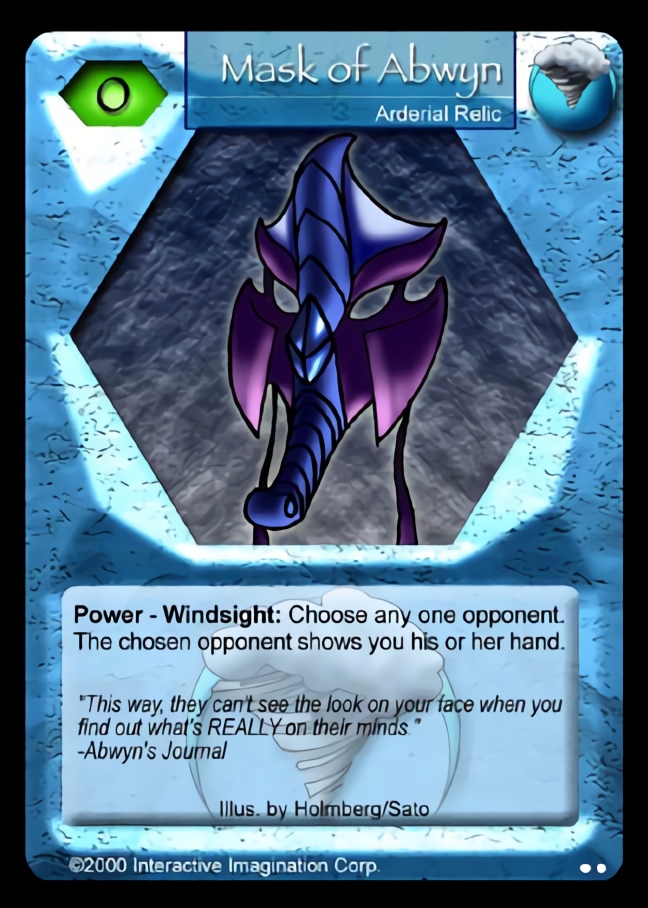 0
Mask of Abwyn
Arderial Relic
Power - Windsight: Choose any one opponent.
The chosen opponent shows you his or her hand.
"This way, they can't see the look on your face when you
find out what's REALLY on their minds."
-Abwyn's Journal
Illus. by Holmberg/Sato
©2000 Interactive Imagination Corp.